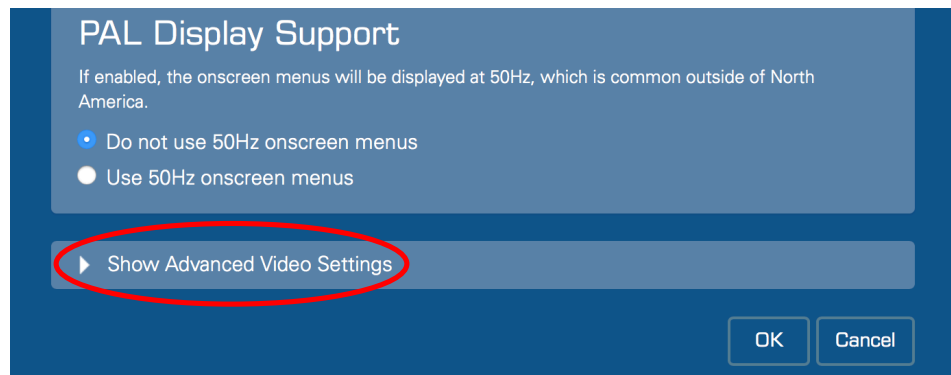 PAL Display Support
If enabled, the onscreen menus will be displayed at 50Hz, which is common outside of North
America.
Do not use 50Hz onscreen menus
Use 50Hz onscreen menus
Show Advanced Video Settings
OK Cancel